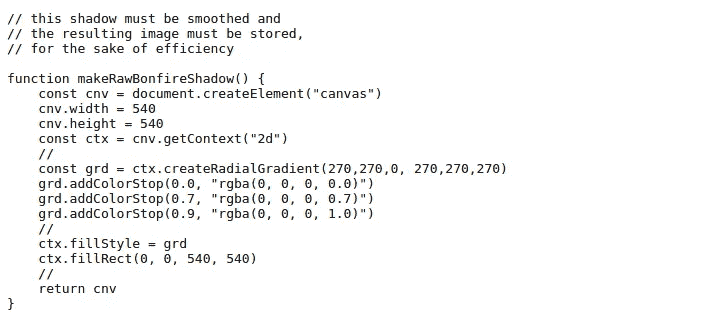 // this shadow must be smoothed and
// the resulting image must be stored,
// for the sake of efficiency

function makeRawBonfireShadow() {
    const cnv = document.createElement("canvas")
    cnv.width = 540
    cnv.height = 540
    const ctx = cnv.getContext("2d")
    //
    const grd = ctx.createRadialGradient(270,270,0, 270,270,270)
    grd.addColorStop(0.0, "rgba(0, 0, 0, 0.0)")
    grd.addColorStop(0.7, "rgba(0, 0, 0, 0.7)")
    grd.addColorStop(0.9, "rgba(0, 0, 0, 1.0)")
    //
    ctx.fillStyle = grd
    ctx.fillRect(0, 0, 540, 540)
    //
    return cnv
}